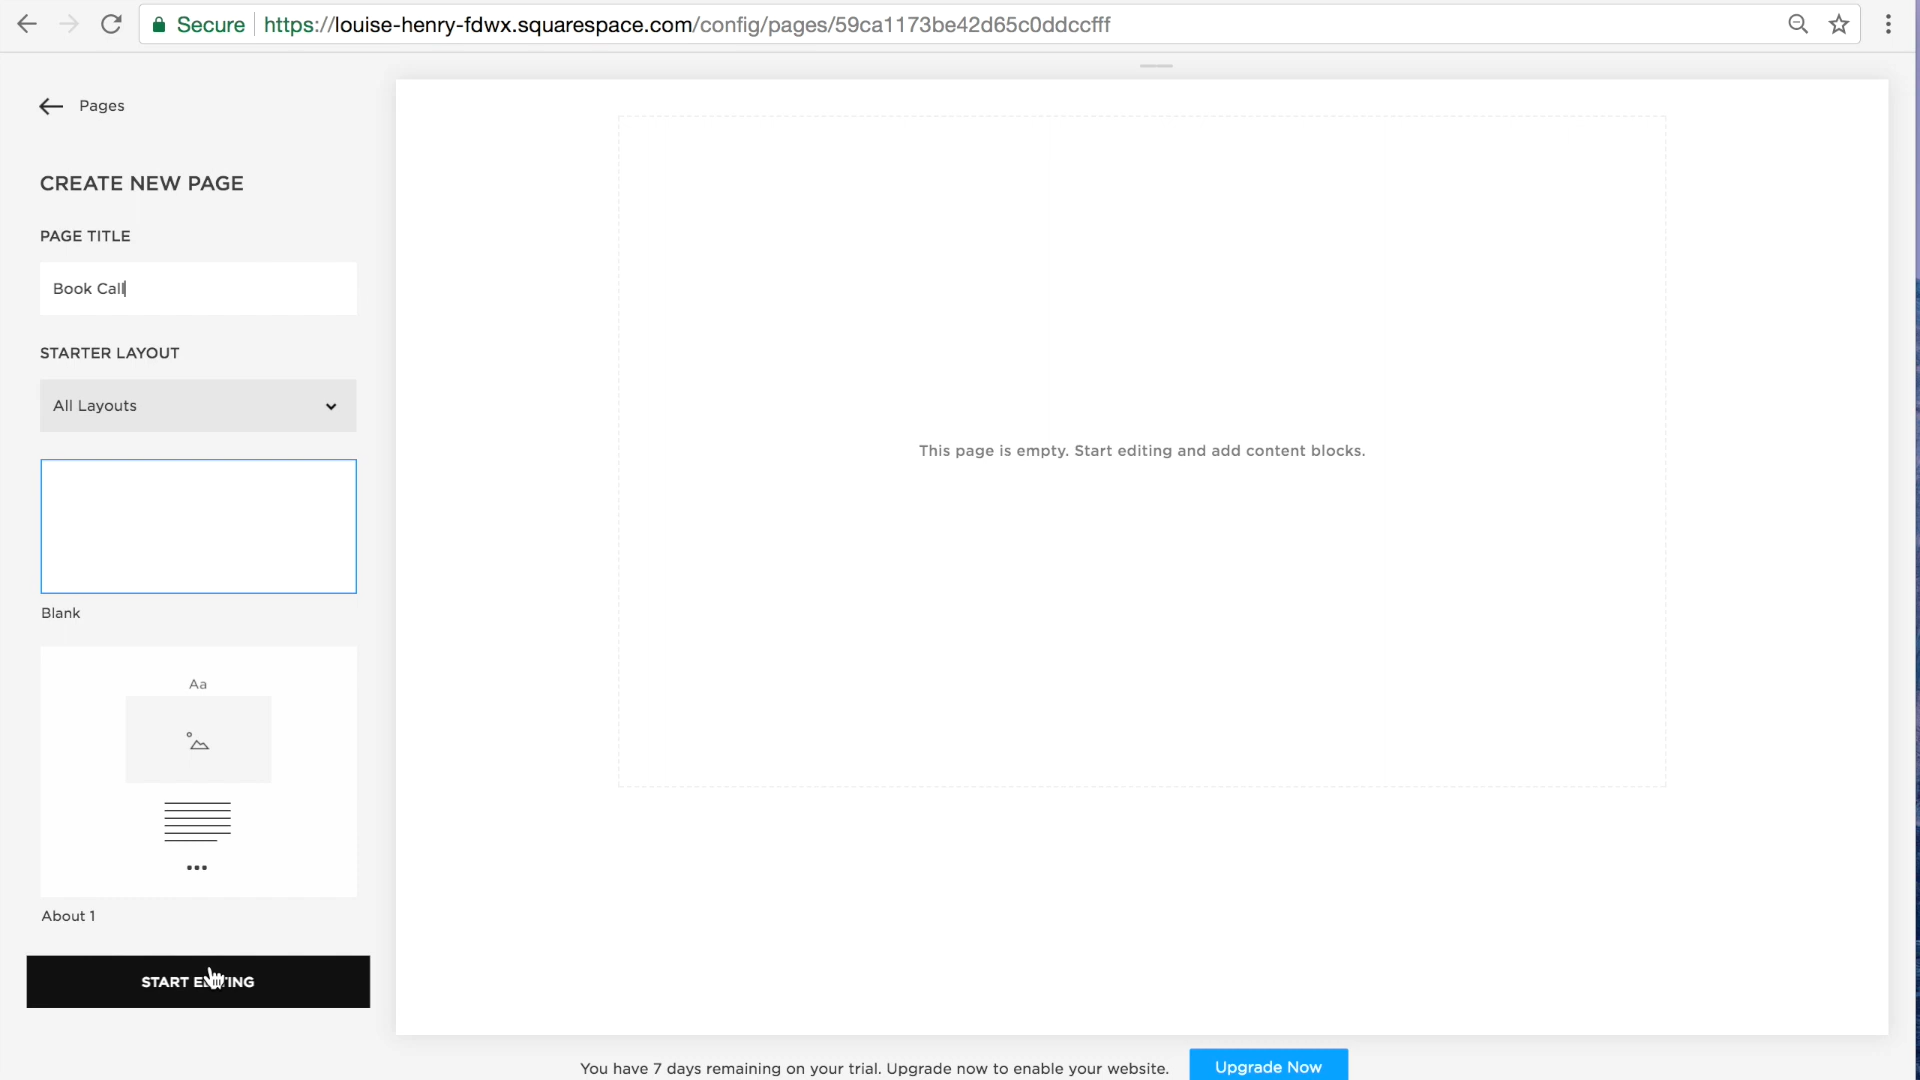 Secure https://louise-henry-fdwx.squarespace.com/config/pages/59ca1173be42d65c0ddccfff
Pages
CREATE NEW PAGE
PAGE TITLE
Book Call
STARTER LAYOUT
All Layouts
Blank
Aa
About 1
START EDITING
This page is empty. Start editing and add content blocks.
You have 7 days remaining on your trial. Upgrade now to enable your website.
Upgrade Now